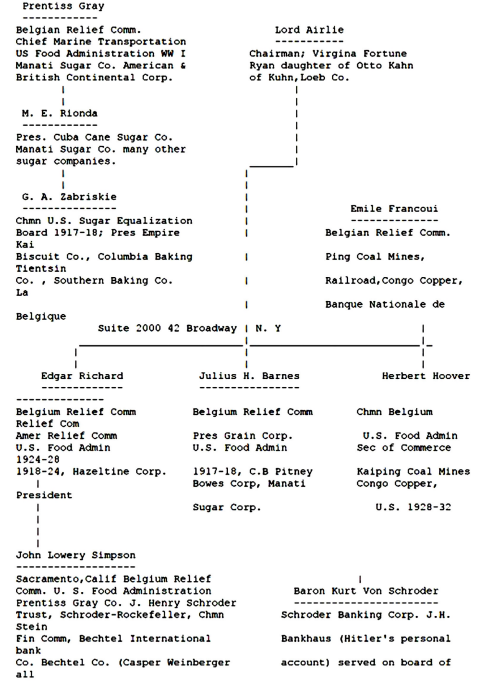 Prentiss Gray
------------
Belgian Relief Comm. Lord Airlie
Chief Marine Transportation -----------
US Food Administration WW I Chairman; Virgina Fortune
Manati Sugar Co. American & Ryan daughter of Otto Kahn
British Continental Corp. of Kuhn,Loeb Co.
M. E. Rionda
------------
Pres. Cuba Cane Sugar Co.
Manati Sugar Co. many other
sugar companies.
G. A. Zabriskie
--------------- Emile Francoui
Chmn U.S. Sugar Equalization --------------
Board 1917-18; Pres Empire Belgian Relief Comm.
Kai
Biscuit Co., Columbia Baking Ping Coal Mines,
Tientsin
Co. , Southern Baking Co. Railroad,Congo Copper,
La
Banque Nationale de
Belgique
Suite 2000 42 Broadway | N. Y
Edgar Richard Julius H. Barnes Herbert Hoover
------------- ----------------
--------------
Belgium Relief Comm Belgium Relief Comm Chmn Belgium
Relief Com
Amer Relief Comm Pres Grain Corp. U.S. Food Admin
U.S. Food Admin U.S. Food Admin Sec of Commerce
1924-28
1918-24, Hazeltine Corp. 1917-18, C.B Pitney Kaiping Coal Mines
Bowes Corp, Manati Congo Copper,
President
Sugar Corp. U.S. 1928-32
John Lowery Simpson
------------------
Sacramento,Calif Belgium Relief
Comm. U. S. Food Administration Baron Kurt Von Schroder
Prentiss Gray Co. J. Henry Schroder -----------------------
Trust, Schroder-Rockefeller, Chmn Schroder Banking Corp. J.H.
Stein
Fin Comm, Bechtel International Bankhaus (Hitler's personal
bank
Co. Bechtel Co. (Casper Weinberger account) served on board of
all